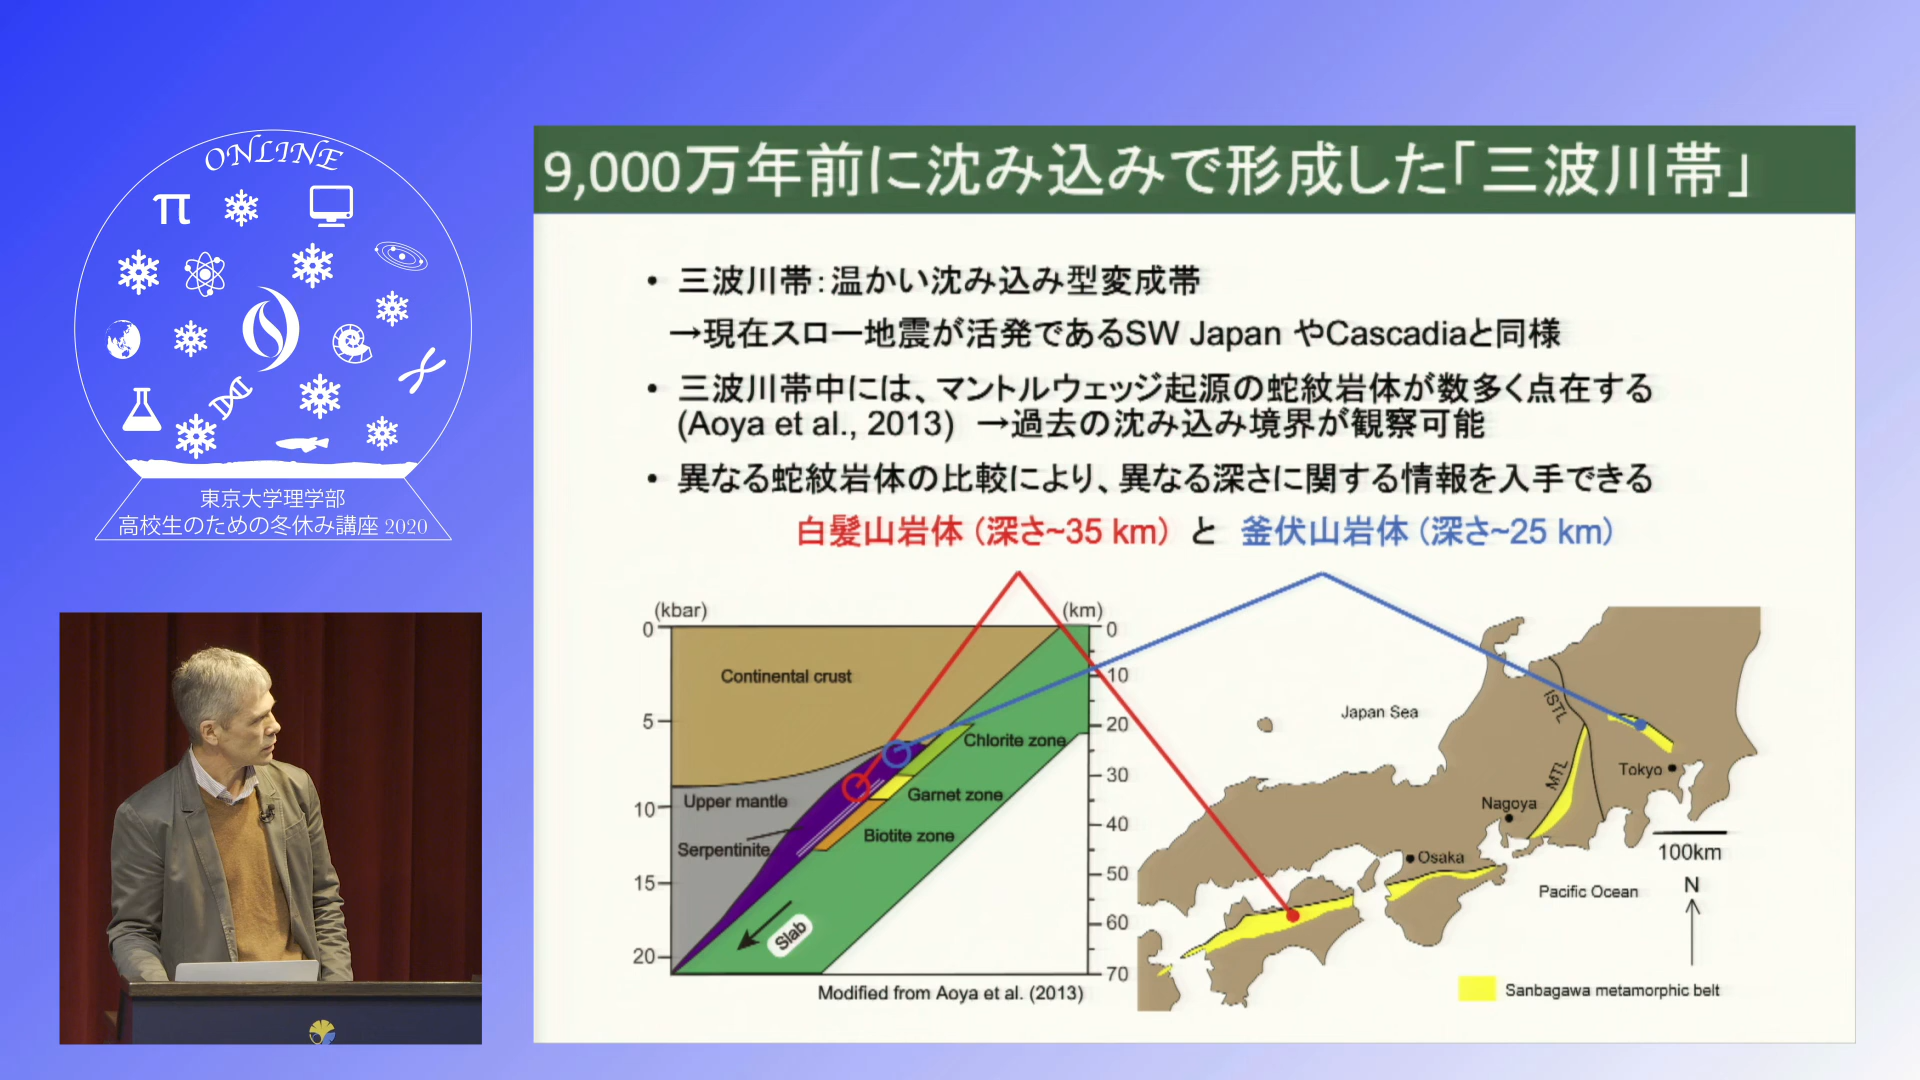 ONLINE
π
東京大学理学部
高校生のための冬休み講座 2020
9,000万年前に沈み込みで形成した「三波川帯」
• 三波川帯：温かい沈み込み型変成帯
→現在スロー地震が活発であるSW Japan やCascadiaと同様
• 三波川帯中には、マントルウェッジ起源の蛇紋岩体が数多く点在する
(Aoya et al., 2013) →過去の沈み込み境界が観察可能
• 異なる蛇紋岩体の比較により、異なる深さに関する情報を入手できる
白髪山岩体 (深さ~35 km) と 釜伏山岩体 (深さ~25 km)
(kbar)
(km)
0
5
10
15
20
0
10
20
30
40
50
60
70
Continental crust
Chlorite zone
Upper mantle
Garnet zone
Biotite zone
Serpentinite
Slab
Modified from Aoya et al. (2013)
Japan Sea
ISTL
MTL
Tokyo
Nagoya
Osaka
100km
Pacific Ocean
N
Sanbagawa metamorphic belt